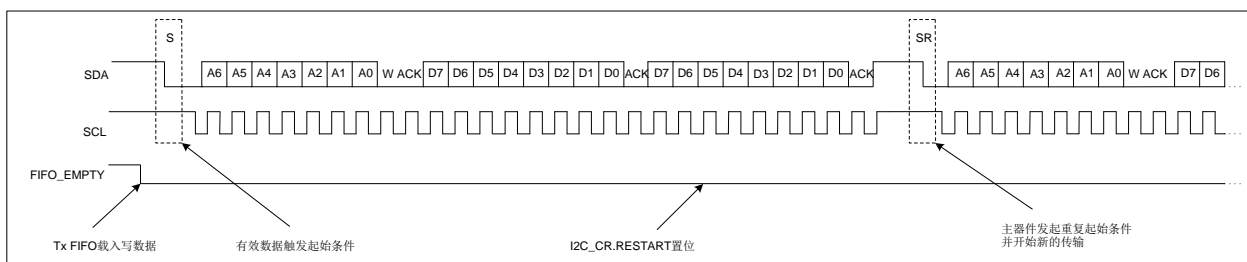 S
SR
SDA
A6 A5 A4 A3 A2 A1 A0 W ACK D7 D6 D5 D4 D3 D2 D1 D0 ACK D7 D6 D5 D4 D3 D2 D1 D0 ACK
A6 A5 A4 A3 A2 A1 A0 W ACK D7 D6
SCL
FIFO_EMPTY
Tx FIFO载入写数据
有效数据触发起始条件
I2C_CR.RESTART置位
主器件发起重复起始条件
并开始新的传输